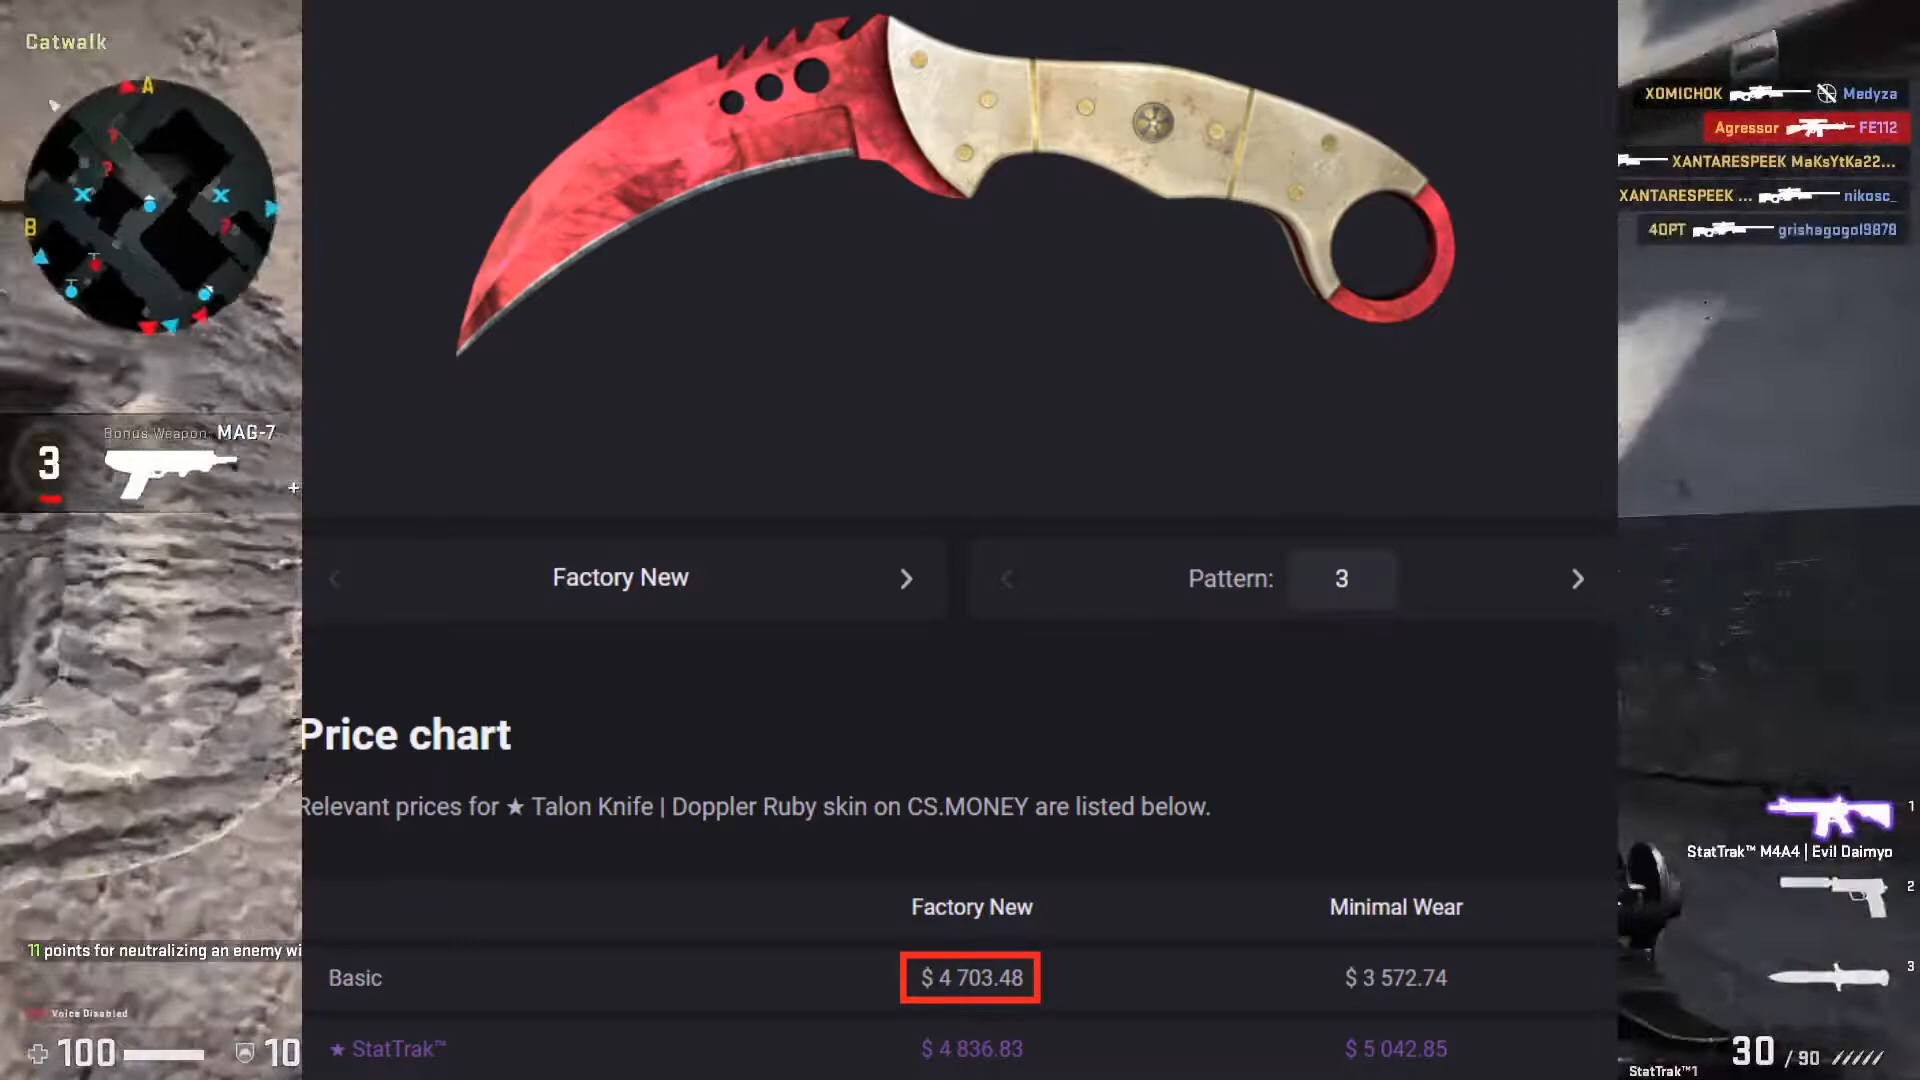 Catwalk
A
?
?
?
B
XOMICHOK Medyza
Agressor FE112
XANTARESPEEK MaKsYtKa22...
XANTARESPEEK ... nikosc_
4OPT grishagogol9878
3 Bonus Weapon MAG-7
Factory New
Pattern: 3
Price chart
Relevant prices for ★ Talon Knife | Doppler Ruby skin on CS.MONEY are listed below.
Factory New Minimal Wear
Basic $ 4 703.48 $ 3 572.74
★ StatTrak™ $ 4 836.83 $ 5 042.85
1
StatTrak™ M4A4 | Evil Daimyo
2
3
11 points for neutralizing an enemy wi
Voice Disabled
100 10
30 / 90
StatTrak™1